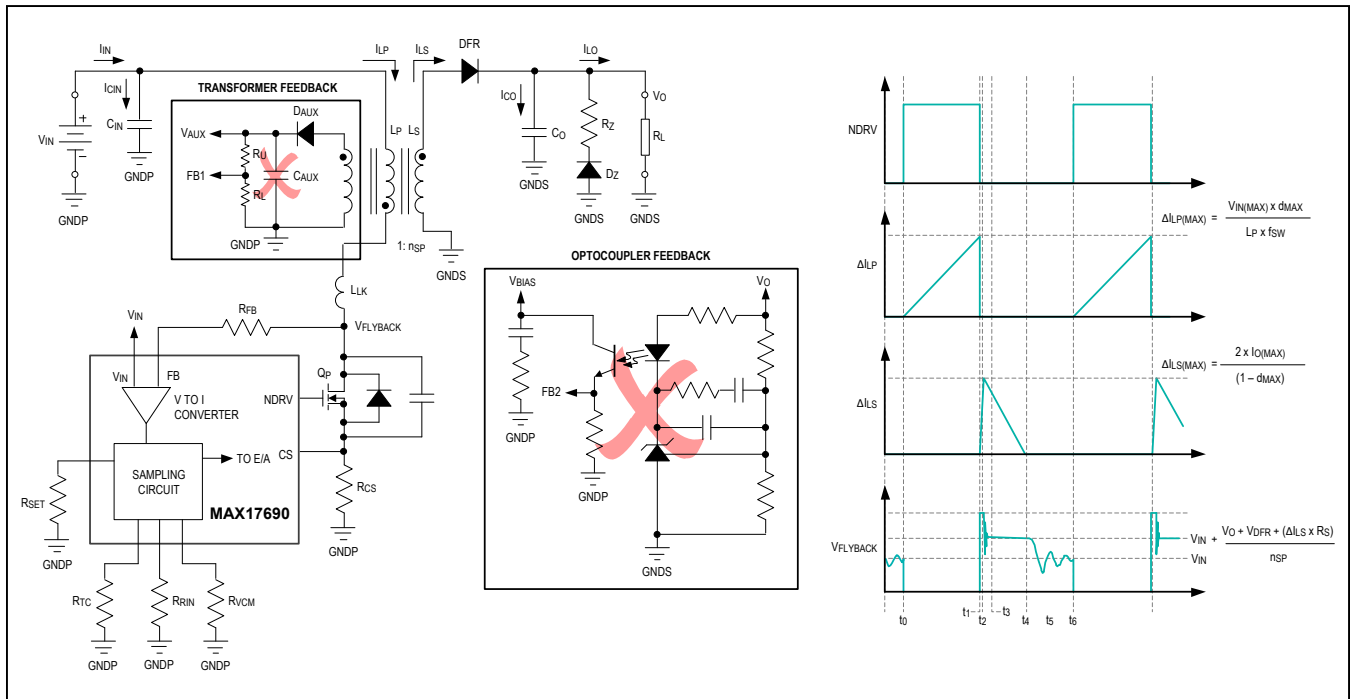 IIN
ICIN
CIN
VIN
+
−
GNDP
GNDP
TRANSFORMER FEEDBACK
DAUX
VAUX
RU
FB1
CAUX
RL
GNDP
ILP
ILS
DFR
LP
LS
1: nSP
GNDS
ILO
ICO
CO
RZ
DZ
VO
RL
GNDS
GNDS
GNDS
LLK
VFLYBACK
RFB
VIN
VIN
FB
V TO I
CONVERTER
QP
NDRV
TO E/A
CS
SAMPLING
CIRCUIT
MAX17690
RSET
GNDP
RCS
GNDP
RTC
RRIN
RVCM
GNDP
GNDP
GNDP
OPTOCOUPLER FEEDBACK
VBIAS
VO
FB2
GNDP
GNDP
GNDS
NDRV
ΔILP
ΔILP(MAX) = VIN(MAX) x dMAX
LP x fSW
ΔILS
ΔILS(MAX) = 2 x IO(MAX)
(1 – dMAX)
VFLYBACK
VIN + VO + VDFR + (ΔILS x RS)
nSP
VIN
t0
t1
t2
t3
t4
t5
t6